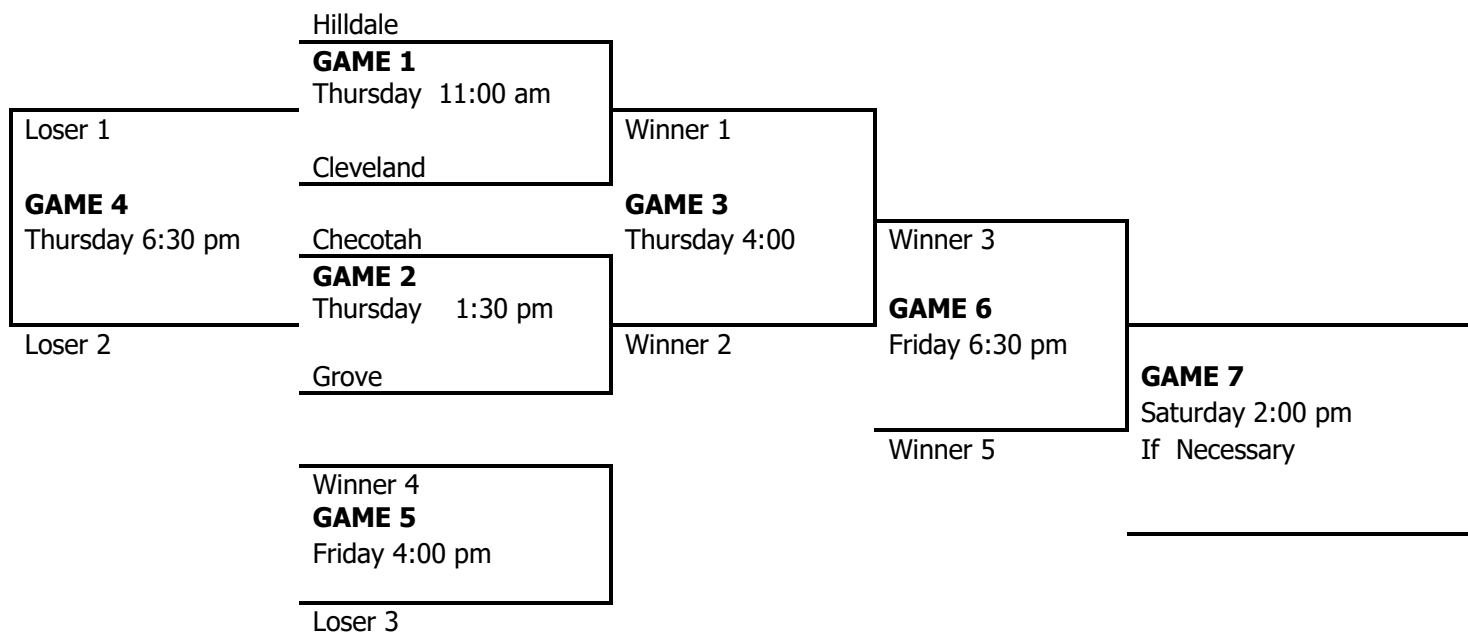 Hilldale
GAME 1
Thursday 11:00 am
Loser 1
Winner 1
Cleveland
GAME 4
GAME 3
Thursday 6:30 pm
Checotah
Thursday 4:00
Winner 3
GAME 2
Thursday 1:30 pm
GAME 6
Loser 2
Winner 2
Friday 6:30 pm
Grove
GAME 7
Saturday 2:00 pm
Winner 5
If Necessary
Winner 4
GAME 5
Friday 4:00 pm
Loser 3